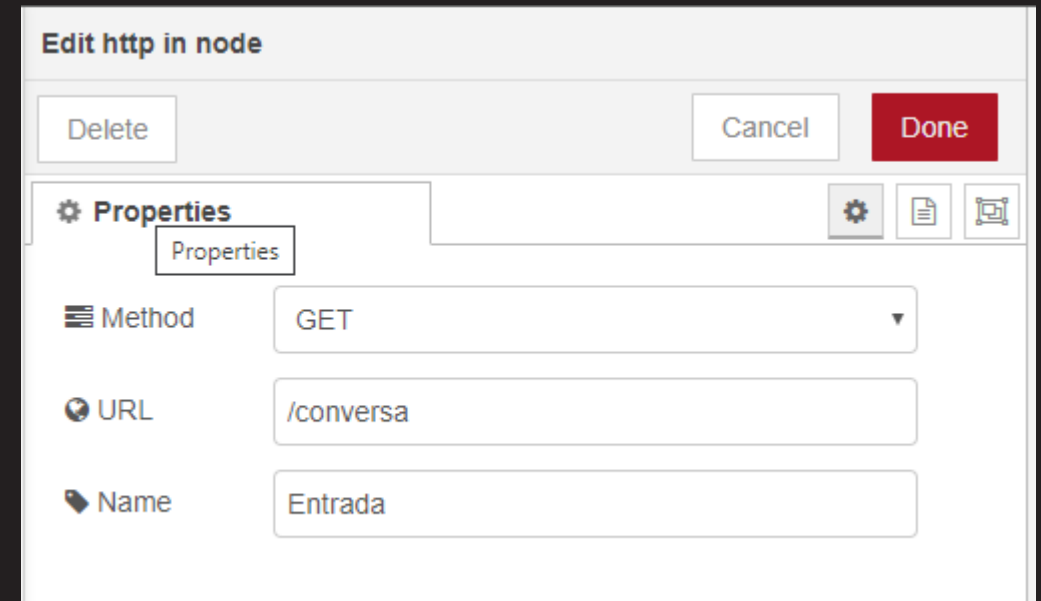 Edit http in node
Delete Cancel Done
Properties
Properties
Method GET
URL /conversa
Name Entrada